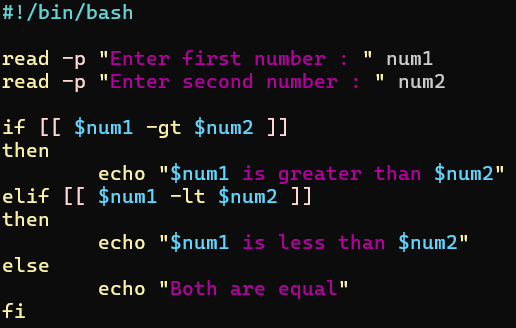 #!/bin/bash

read -p "Enter first number : " num1
read -p "Enter second number : " num2

if [[ $num1 -gt $num2 ]]
then
        echo "$num1 is greater than $num2"
elif [[ $num1 -lt $num2 ]]
then
        echo "$num1 is less than $num2"
else
        echo "Both are equal"
fi